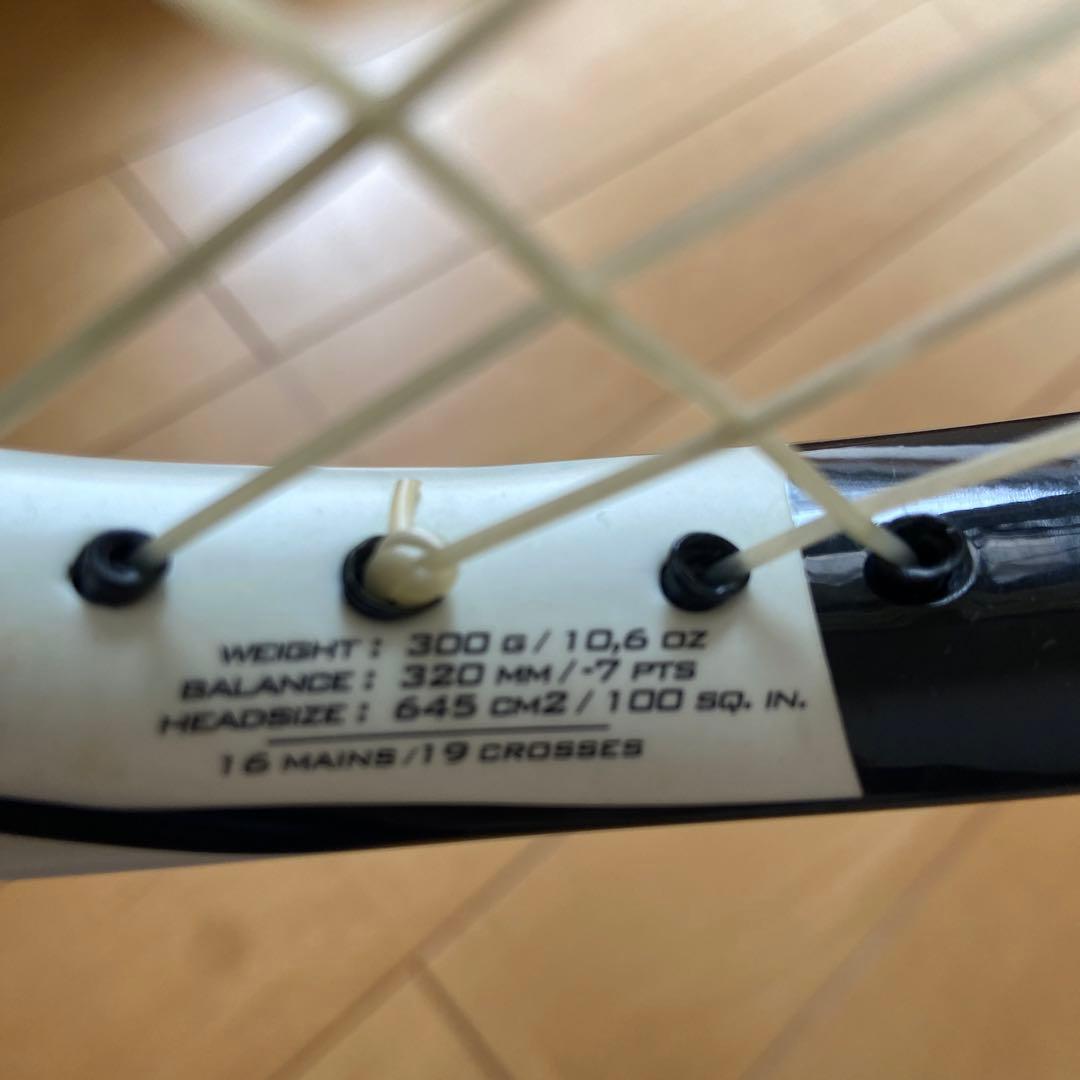 WEIGHT : 300 G / 10,6 OZ
BALANCE : 320 MM / -7 PTS
HEADSIZE : 645 CM2 / 100 SQ. IN.
16 MAINS / 19 CROSSES